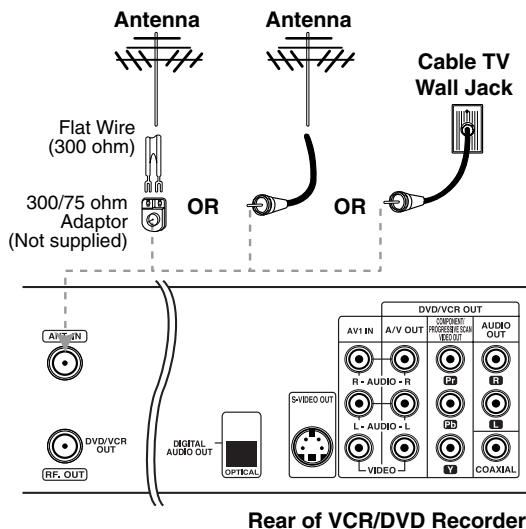 Antenna
Antenna
Cable TV
Wall Jack
Flat Wire
(300 ohm)
300/75 ohm
Adaptor
(Not supplied)
OR
OR
ANT. IN
DVD/VCR
OUT
RF. OUT
DIGITAL
AUDIO OUT
OPTICAL
S-VIDEO OUT
DVD/VCR OUT
AV1 IN
A/V OUT
COMPONENT/
PROGRESSIVE SCAN
VIDEO OUT
AUDIO
OUT
R - AUDIO - R
Pr
R
L - AUDIO - L
Pb
L
VIDEO
Y
COAXIAL
Rear of VCR/DVD Recorder